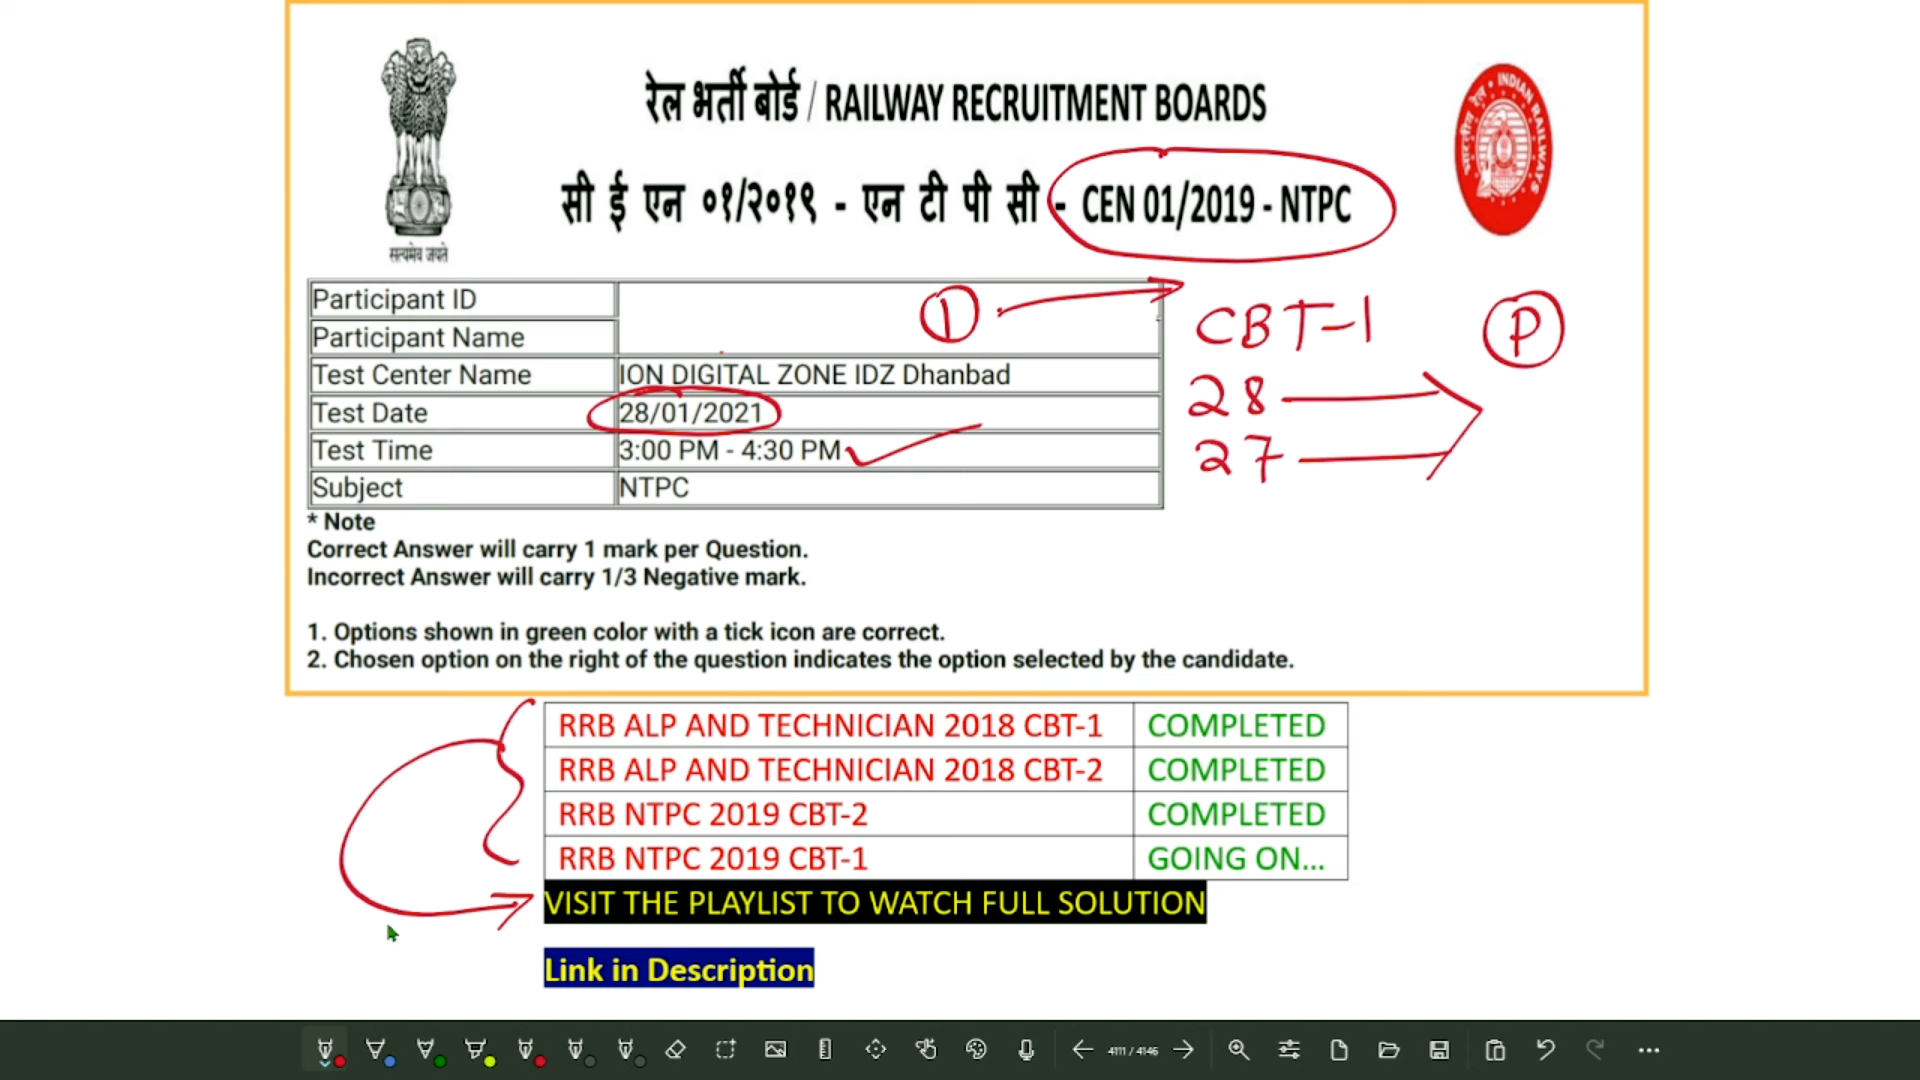 रेल भर्ती बोर्ड / RAILWAY RECRUITMENT BOARDS
सी ई एन ०१/२०१९ - एन टी पी सी - CEN 01/2019 - NTPC
सत्यमेव जयते
भारतीय रेल INDIAN RAILWAYS
Participant ID
Participant Name
Test Center Name ION DIGITAL ZONE IDZ Dhanbad
Test Date 28/01/2021
Test Time 3:00 PM - 4:30 PM
Subject NTPC
1
CBT-1
P
28
27
* Note
Correct Answer will carry 1 mark per Question.
Incorrect Answer will carry 1/3 Negative mark.
1. Options shown in green color with a tick icon are correct.
2. Chosen option on the right of the question indicates the option selected by the candidate.
RRB ALP AND TECHNICIAN 2018 CBT-1 COMPLETED
RRB ALP AND TECHNICIAN 2018 CBT-2 COMPLETED
RRB NTPC 2019 CBT-2 COMPLETED
RRB NTPC 2019 CBT-1 GOING ON...
VISIT THE PLAYLIST TO WATCH FULL SOLUTION
Link in Description
4111 / 4146